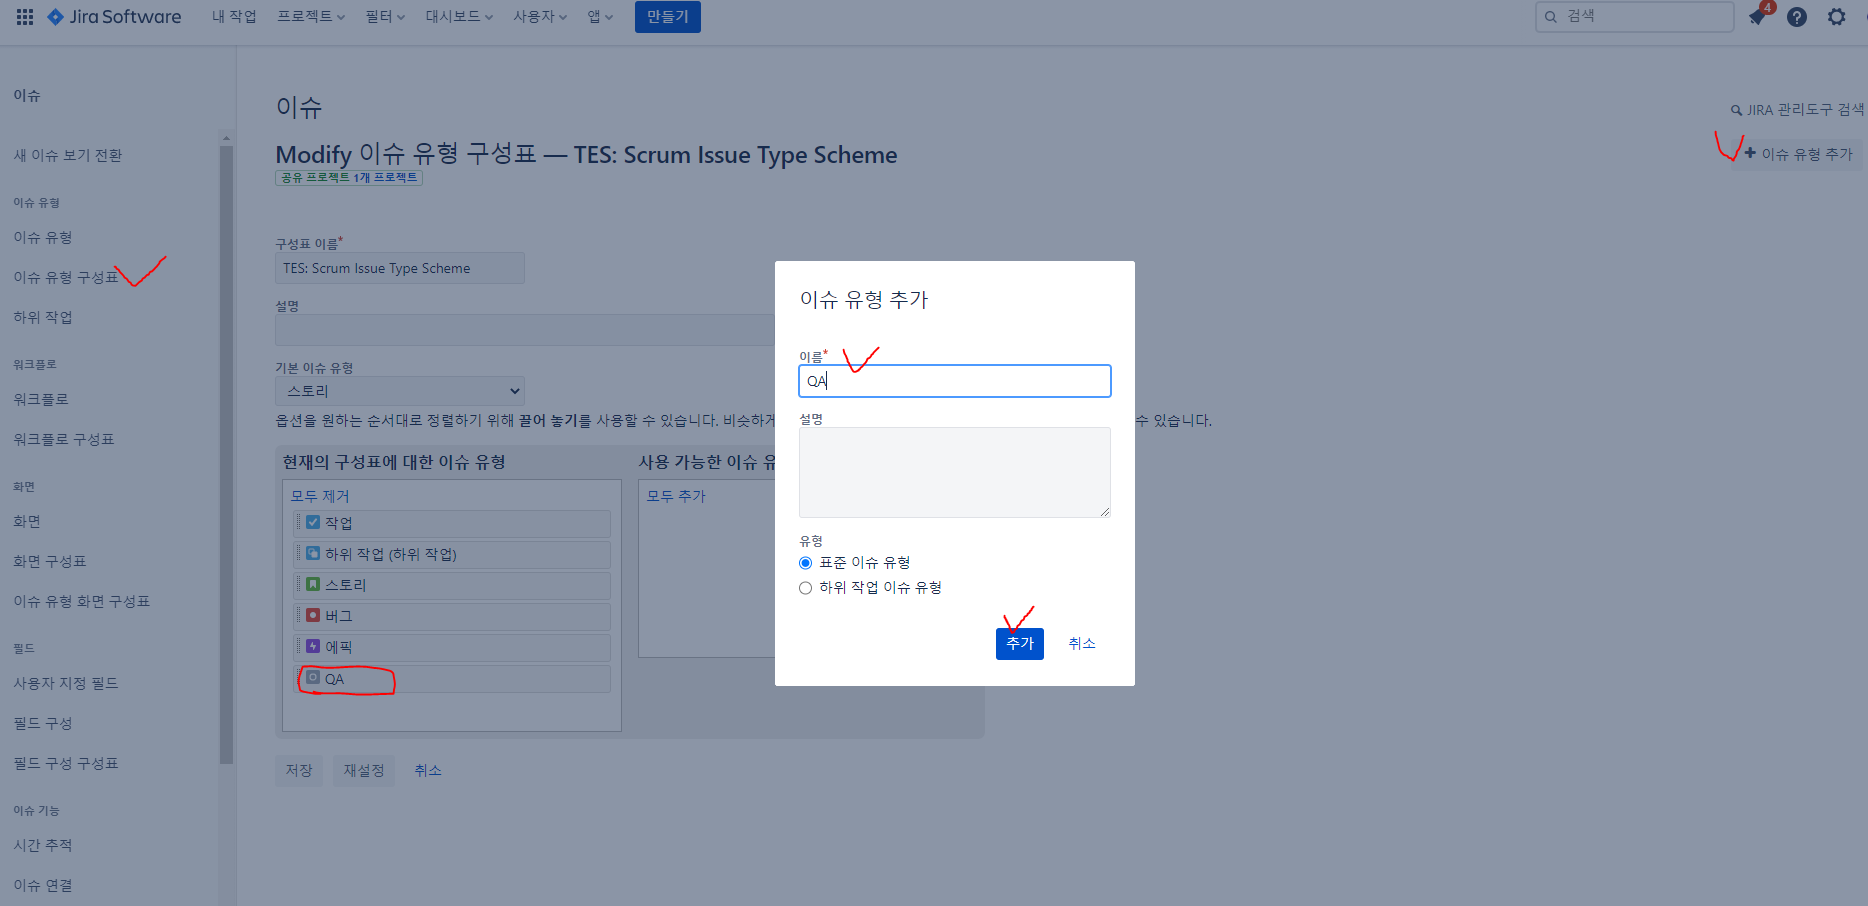 Jira Software 내 작업 프로젝트 필터 대시보드 사용자 앱 만들기 검색 4
이슈
새 이슈 보기 전환
이슈 유형
이슈 유형
이슈 유형 구성표
하위 작업
워크플로
워크플로
워크플로 구성표
화면
화면
화면 구성표
이슈 유형 화면 구성표
필드
사용자 지정 필드
필드 구성
필드 구성 구성표
이슈 기능
시간 추적
이슈 연결
이슈
JIRA 관리도구 검색
Modify 이슈 유형 구성표 — TES: Scrum Issue Type Scheme
이슈 유형 추가
공유 프로젝트 1개 프로젝트
구성표 이름*
TES: Scrum Issue Type Scheme
설명
기본 이슈 유형
스토리
옵션을 원하는 순서대로 정렬하기 위해 끌어 놓기를 사용할 수 있습니다. 비슷하게
수 있습니다.
현재의 구성표에 대한 이슈 유형
모두 제거
작업
하위 작업 (하위 작업)
스토리
버그
에픽
QA
사용 가능한 이슈 유
모두 추가
저장 재설정 취소
이슈 유형 추가
이름*
QA
설명
유형
표준 이슈 유형
하위 작업 이슈 유형
추가 취소